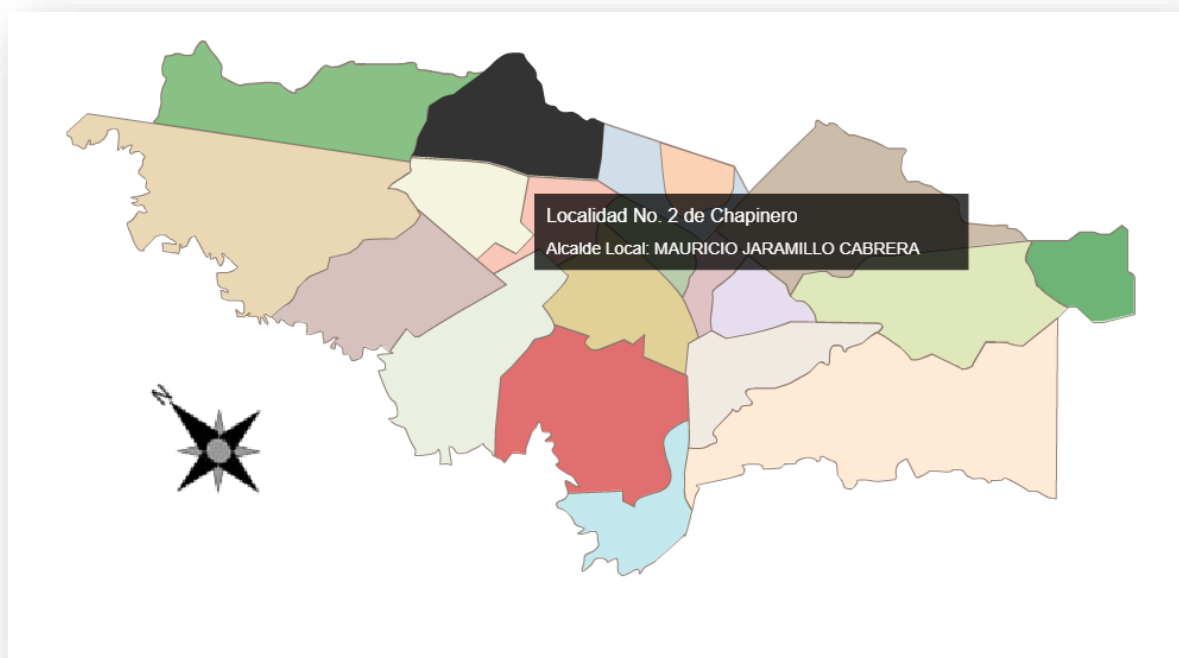 Localidad No. 2 de Chapinero
Alcalde Local: MAURICIO JARAMILLO CABRERA
N